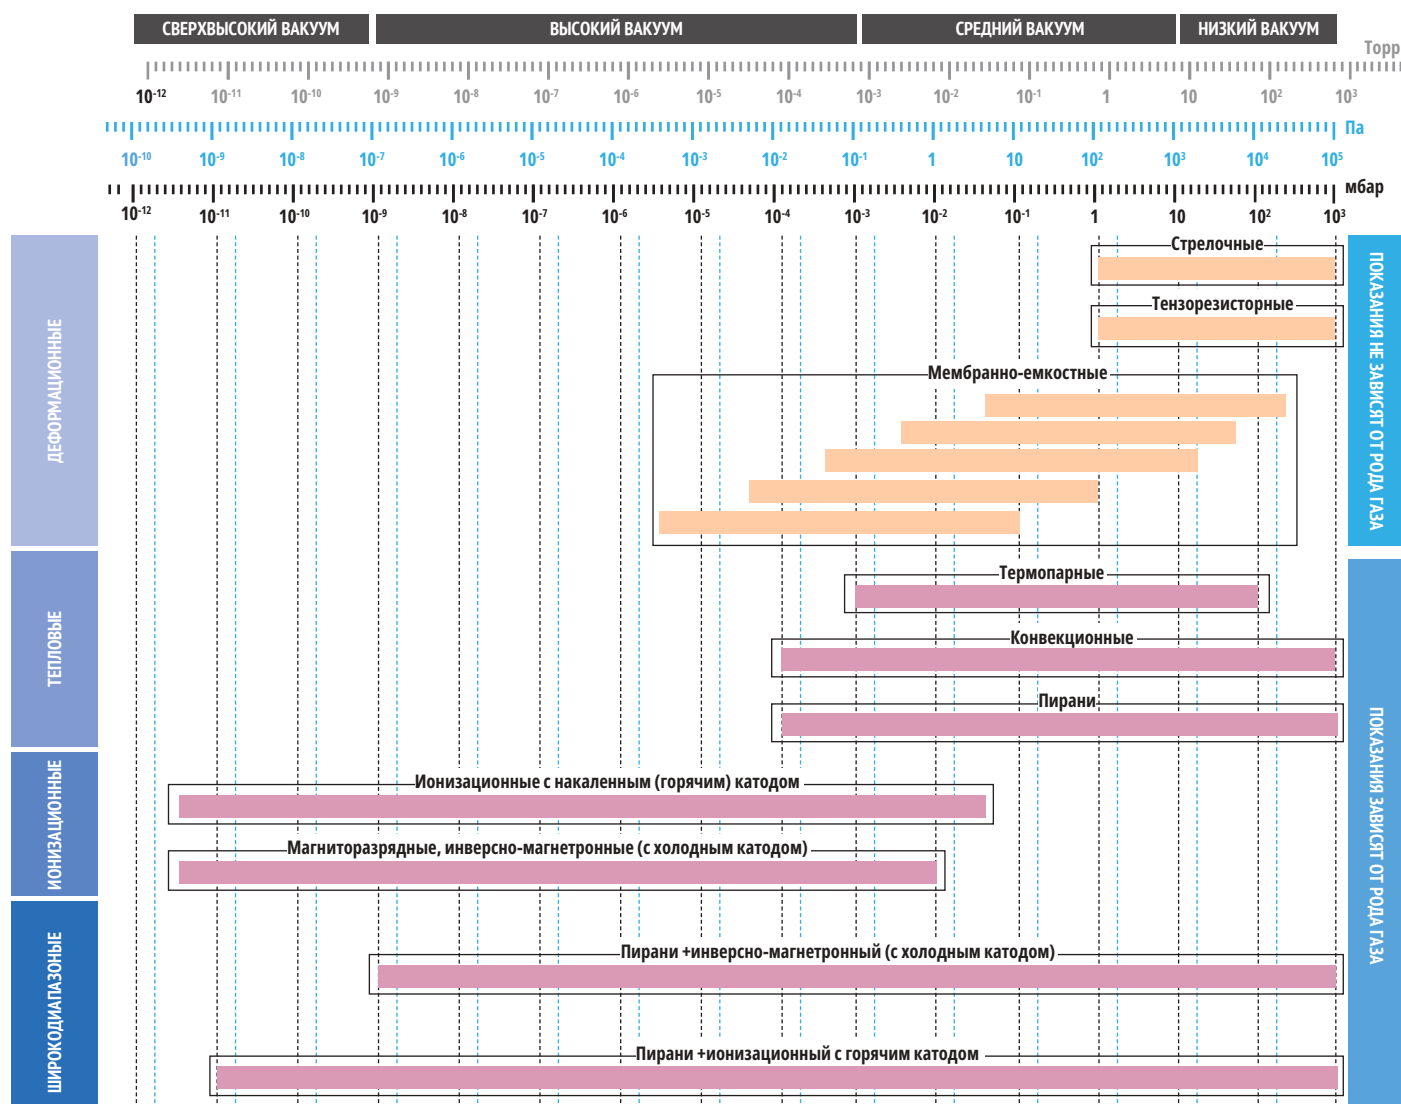 СВЕРХВЫСОКИЙ ВАКУУМ ВЫСОКИЙ ВАКУУМ СРЕДНИЙ ВАКУУМ НИЗКИЙ ВАКУУМ
Торр
10⁻¹² 10⁻¹¹ 10⁻¹⁰ 10⁻⁹ 10⁻⁸ 10⁻⁷ 10⁻⁶ 10⁻⁵ 10⁻⁴ 10⁻³ 10⁻² 10⁻¹ 1 10 10² 10³
Па
10⁻¹⁰ 10⁻⁹ 10⁻⁸ 10⁻⁷ 10⁻⁶ 10⁻⁵ 10⁻⁴ 10⁻³ 10⁻² 10⁻¹ 1 10 10² 10³ 10⁴ 10⁵
мбар
10⁻¹² 10⁻¹¹ 10⁻¹⁰ 10⁻⁹ 10⁻⁸ 10⁻⁷ 10⁻⁶ 10⁻⁵ 10⁻⁴ 10⁻³ 10⁻² 10⁻¹ 1 10 10² 10³
ДЕФОРМАЦИОННЫЕ
Стрелочные
Тензорезисторные
Мембранно-емкостные
ПОКАЗАНИЯ НЕ ЗАВИСЯТ ОТ РОДА ГАЗА
ТЕПЛОВЫЕ
Термопарные
Конвекционные
Пирани
ИОНИЗАЦИОННЫЕ
Ионизационные с накаленным (горячим) катодом
Магниторазрядные, инверсно-магнетронные (с холодным катодом)
ШИРОКОДИАПАЗОНЫЕ
Пирани +инверсно-магнетронный (с холодным катодом)
Пирани +ионизационный с горячим катодом
ПОКАЗАНИЯ ЗАВИСЯТ ОТ РОДА ГАЗА